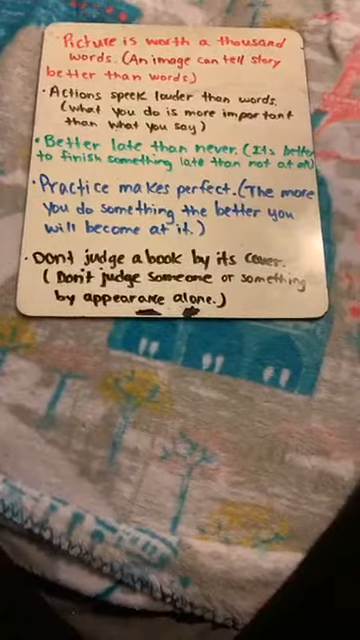 Picture is worth a thousand
words. (An image can tell story
better than words)
· Actions speek louder than words.
(What you do is more important
than what you say)
· Better late than never. (Its better
to finish something late than not at all)
· Practice makes perfect. (The more
you do something the better you
will become at it.)
· Dont judge a book by its cover.
( Don't judge someone or something
by appearance alone.)